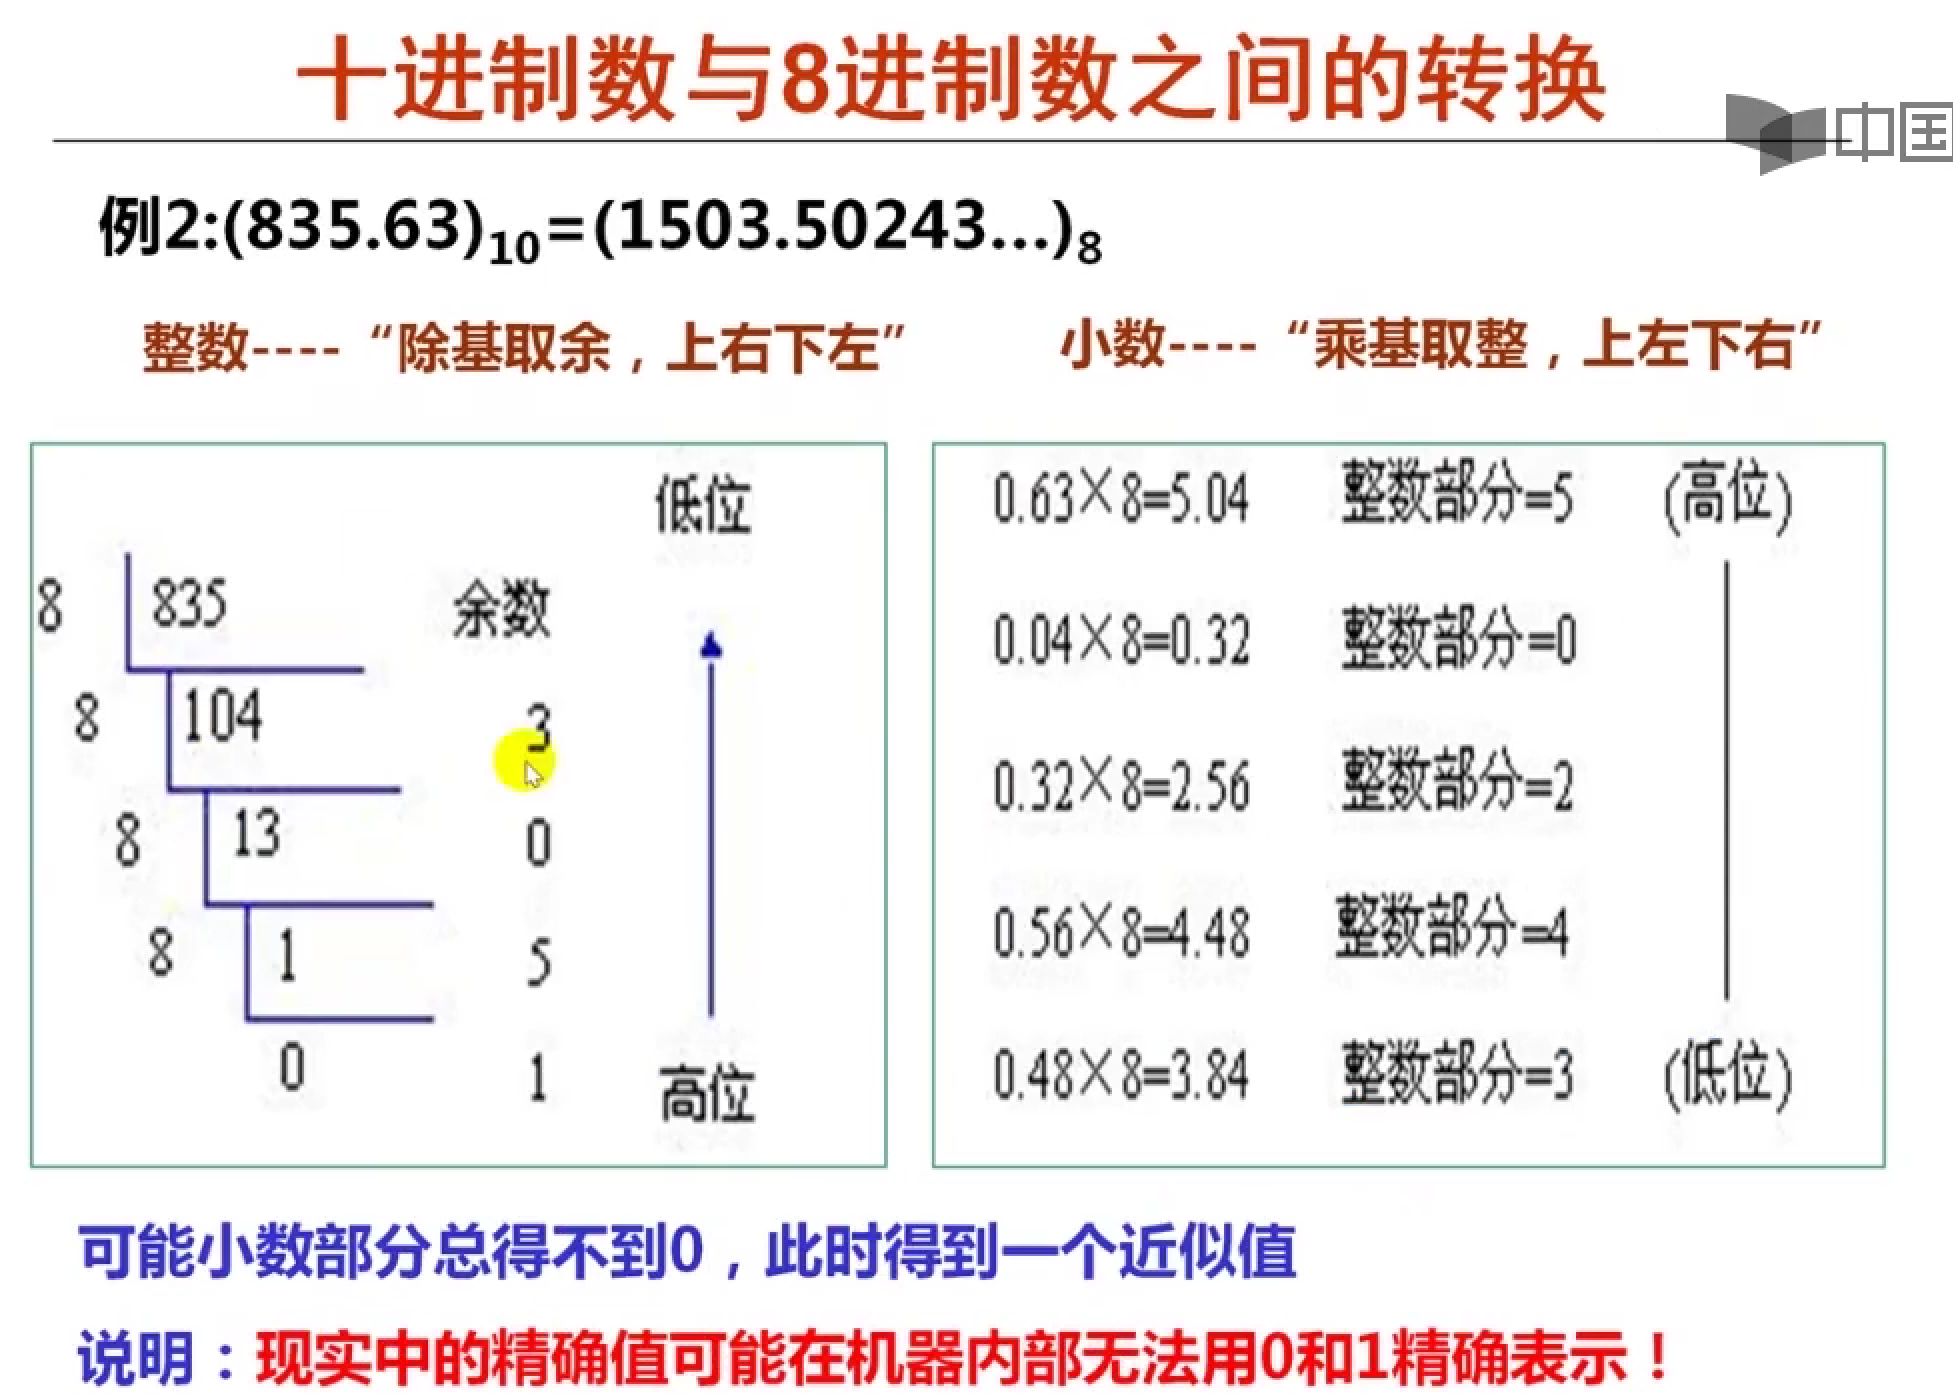 十进制数与8进制数之间的转换
中国
例2:(835.63)10=(1503.50243...)8
整数----“除基取余，上右下左”
小数----“乘基取整，上左下右”
低位
8 835 余数
8 104 3
8 13 0
8 1 5
0 1 高位
0.63×8=5.04 整数部分=5 (高位)
0.04×8=0.32 整数部分=0
0.32×8=2.56 整数部分=2
0.56×8=4.48 整数部分=4
0.48×8=3.84 整数部分=3 (低位)
可能小数部分总得不到0，此时得到一个近似值
说明：现实中的精确值可能在机器内部无法用0和1精确表示！